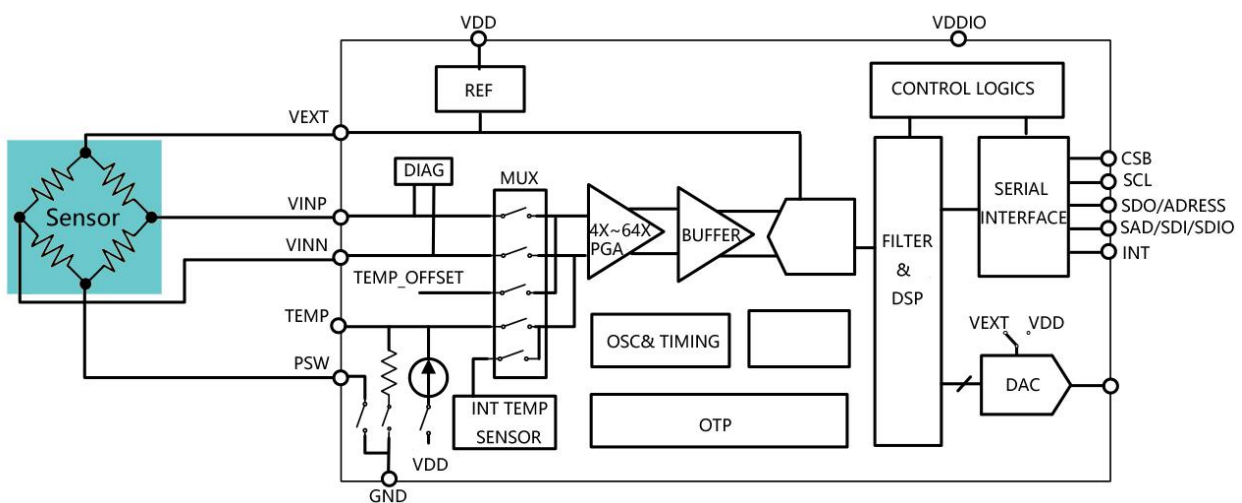 VDD
VDDIO
REF
CONTROL LOGICS
VEXT
DIAG
MUX
CSB
SCL
SDO/ADRESS
SAD/SDI/SDIO
INT
SERIAL
INTERFACE
VINP
Sensor
4X~64X
PGA
BUFFER
FILTER
&
DSP
VINN
TEMP_OFFSET
TEMP
OSC& TIMING
VEXT
VDD
PSW
DAC
INT TEMP
SENSOR
OTP
VDD
GND